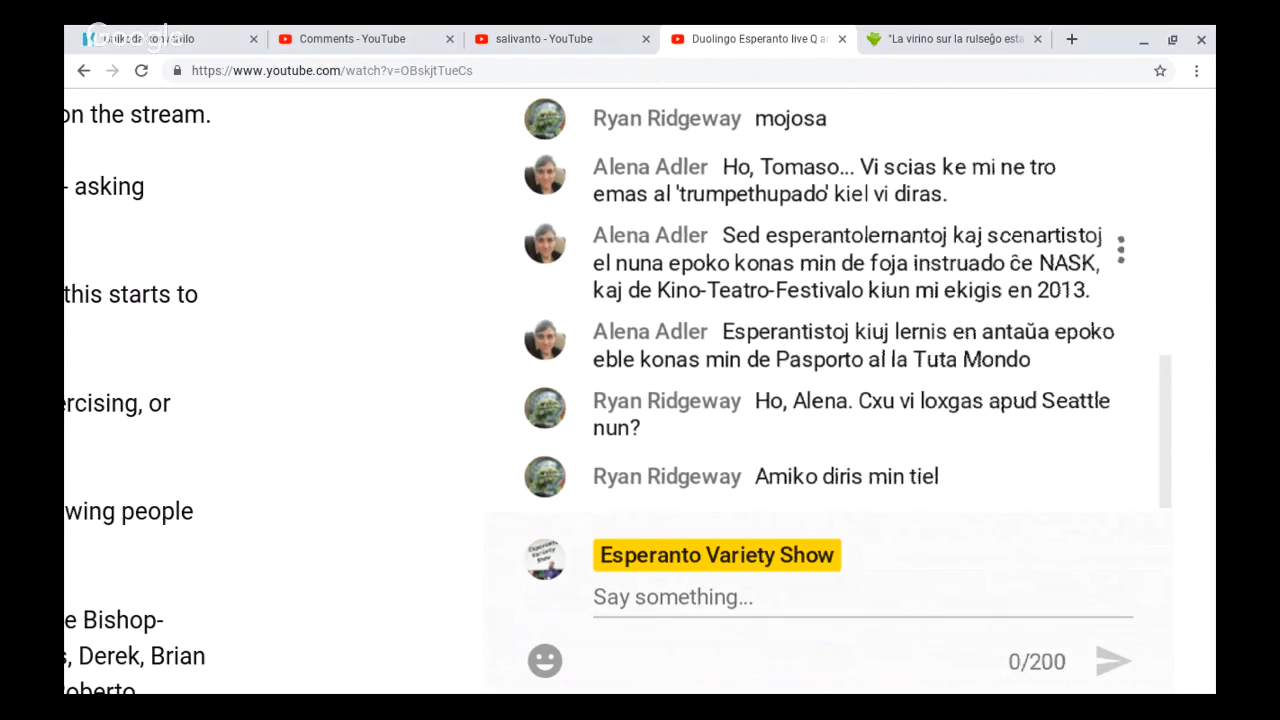 Google
Unikoda konvertilo
Comments - YouTube
salivanto - YouTube
Duolingo Esperanto live Q a
"La virino sur la rulseĝo esta
https://www.youtube.com/watch?v=OBskjtTueCs
on the stream.
- asking
this starts to
ercising, or
wing people
e Bishop-
s, Derek, Brian
Roberto
Ryan Ridgeway mojosa
Alena Adler Ho, Tomaso... Vi scias ke mi ne tro
emas al 'trumpethupado' kiel vi diras.
Alena Adler Sed esperantolernantoj kaj scenartistoj
el nuna epoko konas min de foja instruado ĉe NASK,
kaj de Kino-Teatro-Festivalo kiun mi ekigis en 2013.
Alena Adler Esperantistoj kiuj lernis en antaŭa epoko
eble konas min de Pasporto al la Tuta Mondo
Ryan Ridgeway Ho, Alena. Cxu vi loxgas apud Seattle
nun?
Ryan Ridgeway Amiko diris min tiel
Esperanto Variety Show
Say something...
0/200